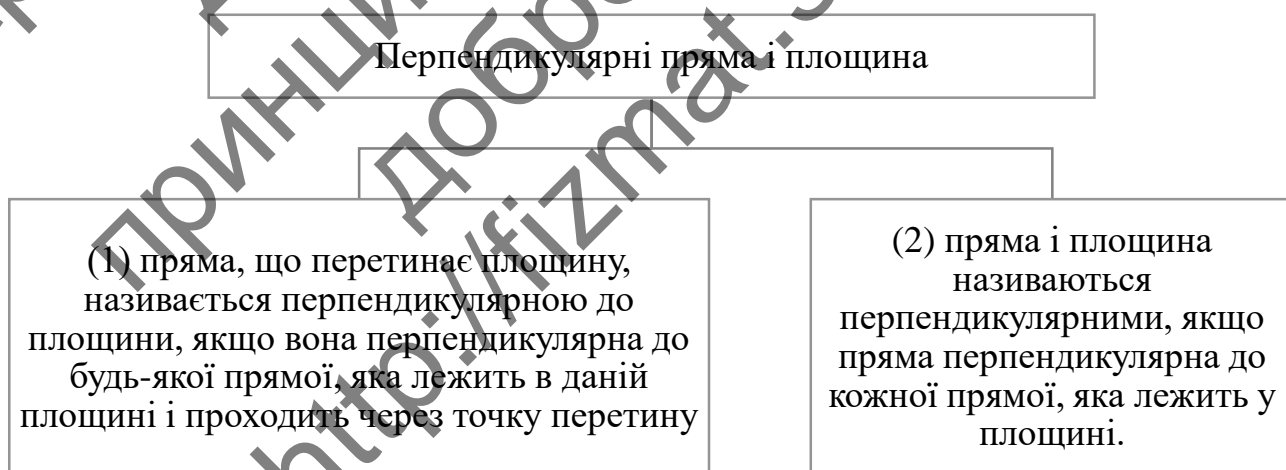 Перпендикулярні пряма і площина
(1) пряма, що перетинає площину,
називається перпендикулярною до
площини, якщо вона перпендикулярна до
будь-якої прямої, яка лежить в даній
площині і проходить через точку перетину
(2) пряма і площина
називаються
перпендикулярними, якщо
пряма перпендикулярна до
кожної прямої, яка лежить у
площині.
http://fizmat.